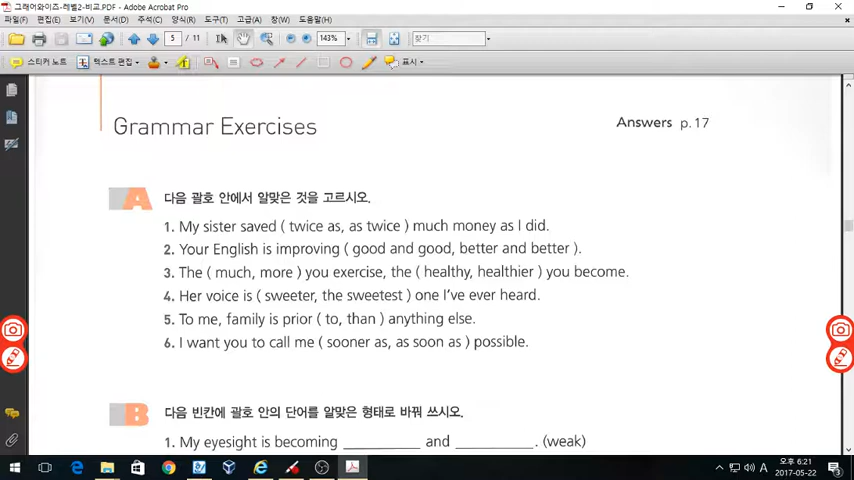 그래머와이즈-레벨2-비교.PDF - Adobe Acrobat Pro
파일(F) 편집(E) 보기(V) 문서(D) 주석(C) 양식(R) 도구(T) 고급(A) 창(W) 도움말(H)
5 / 11 143% 찾기
스티커 노트 텍스트 편집 표시
Grammar Exercises
Answers p.17
A 다음 괄호 안에서 알맞은 것을 고르시오.
1. My sister saved ( twice as, as twice ) much money as I did.
2. Your English is improving ( good and good, better and better ).
3. The ( much, more ) you exercise, the ( healthy, healthier ) you become.
4. Her voice is ( sweeter, the sweetest ) one I've ever heard.
5. To me, family is prior ( to, than ) anything else.
6. I want you to call me ( sooner as, as soon as ) possible.
B 다음 빈칸에 괄호 안의 단어를 알맞은 형태로 바꿔 쓰시오.
1. My eyesight is becoming __________ and __________ . (weak)
A 오후 6:21
2017-05-22
3